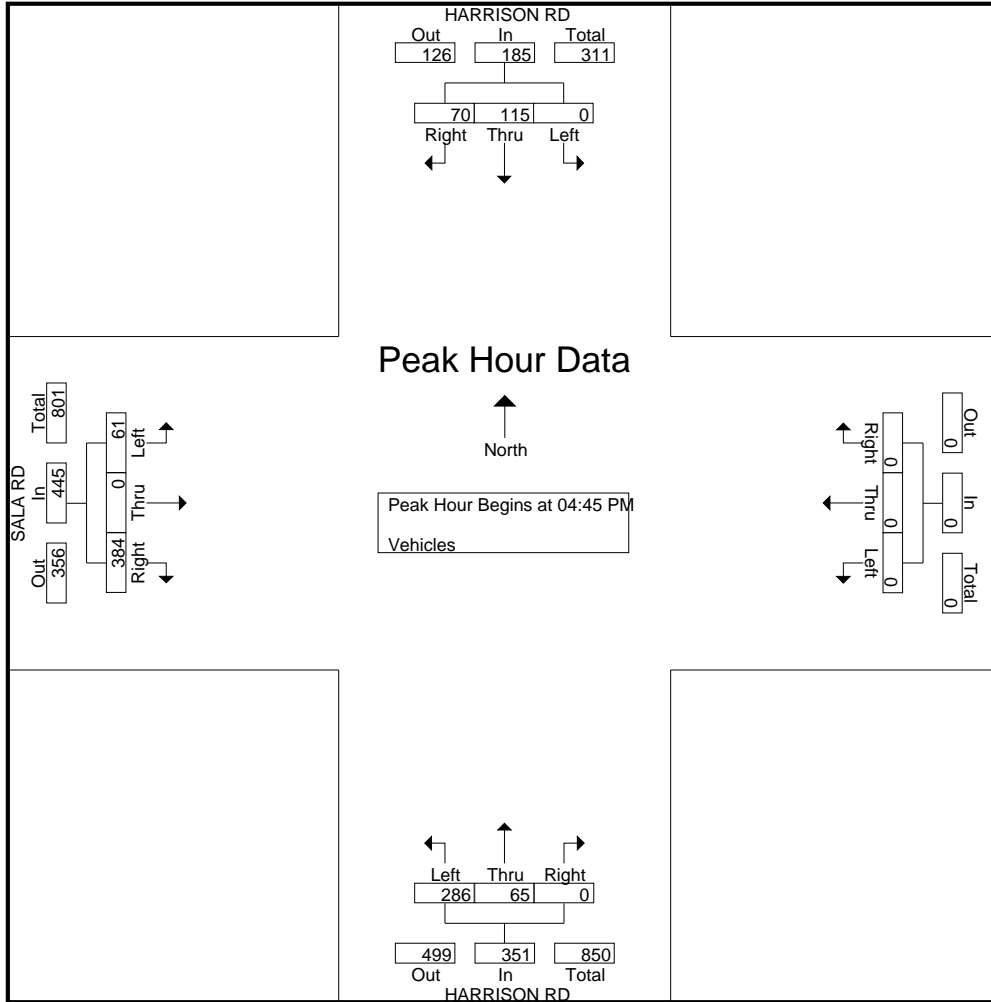 HARRISON RD
Out In Total
126 185 311
70 115 0
Right Thru Left
Peak Hour Data
North
Peak Hour Begins at 04:45 PM
Vehicles
SALA RD
Out In Total
356 445 801
384 0 61
Right Thru Left
Out In Total
0 0 0
0 0 0
Right Thru Left
Left Thru Right
286 65 0
499 351 850
Out In Total
HARRISON RD